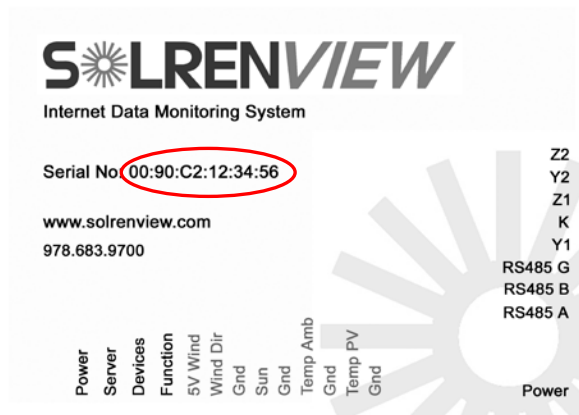 SOLRENVIEW
Internet Data Monitoring System
Serial No: 00:90:C2:12:34:56
www.solrenview.com
978.683.9700
Z2
Y2
Z1
K
Y1
RS485 G
RS485 B
RS485 A
Power
Server
Devices
Function
5V Wind
Wind Dir
Gnd
Sun
Gnd
Temp Amb
Gnd
Temp PV
Gnd
Power